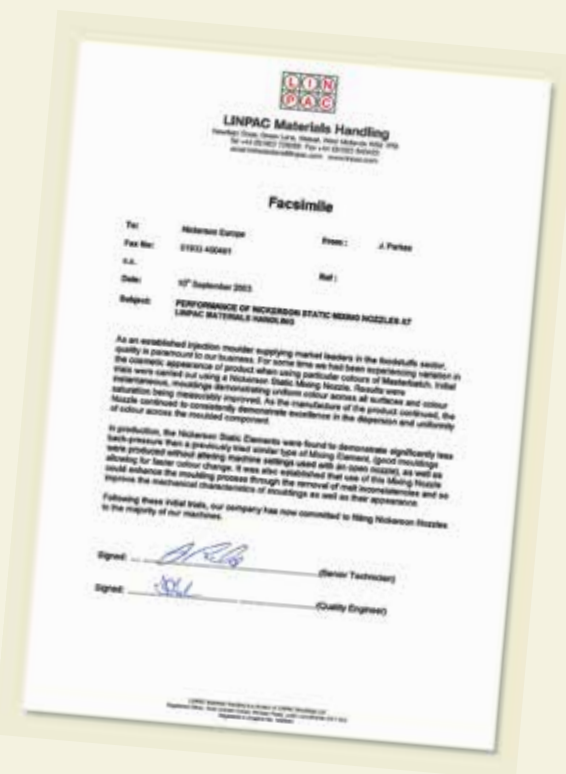 LIN
PAC
LINPAC Materials Handling
Facsimile
To: Nickerson Europe From : J. Parkes
Fax No:
c.c. Ref :
Date: 10th September 2003
Subject: PERFORMANCE OF NICKERSON STATIC MIXING NOZZLES AT
LINPAC MATERIALS HANDLING
As an established injection moulder supplying market leaders in the foodstuffs sector,
quality is paramount to our business. For some time we had been experiencing variation in
the cosmetic appearance of product when using particular colours of Masterbatch. Initial
trials were carried out using a Nickerson Static Mixing Nozzle. Results were
instantaneous, mouldings demonstrating uniform colour across all surfaces and colour
saturation being measurably improved. As the manufacture of the product continued, the
Nozzle continued to consistently demonstrate excellence in the dispersion and uniformity
of colour across the moulded component.
In production, the Nickerson Static Elements were found to demonstrate significantly less
back-pressure than a previously tried similar type of Mixing Element, (good mouldings
were produced without altering machine settings used with an open nozzle), as well as
allowing for faster colour change. It was also established that use of this Mixing Nozzle
could enhance the moulding process through the removal of melt inconsistencies and so
improve the mechanical characteristics of mouldings as well as their appearance.
Following these initial trials, our company has now committed to fitting Nickerson Nozzles
to the majority of our machines.
Signed: (Senior Technician)
Signed: (Quality Engineer)